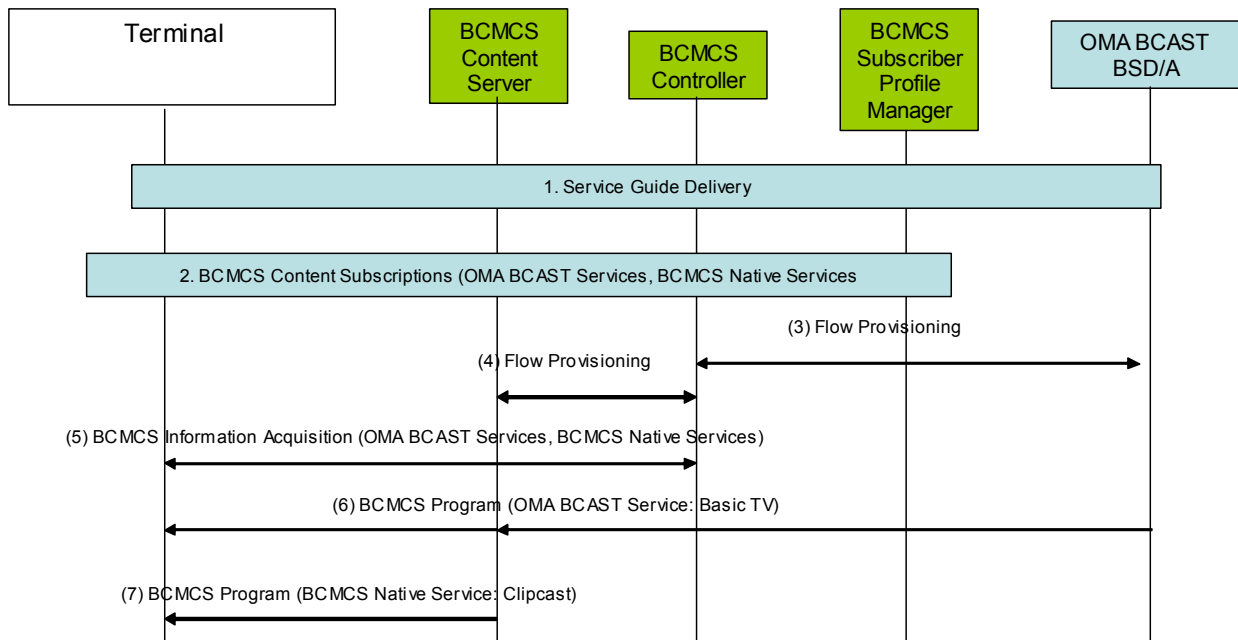 Terminal
BCMCS
Content
Server
BCMCS
Controller
BCMCS
Subscriber
Profile
Manager
OMA BCAST
BSD/A
1. Service Guide Delivery
2. BCMCS Content Subscriptions (OMA BCAST Services, BCMCS Native Services
(3) Flow Provisioning
(4) Flow Provisioning
(5) BCMCS Information Acquisition (OMA BCAST Services, BCMCS Native Services)
(6) BCMCS Program (OMA BCAST Service: Basic TV)
(7) BCMCS Program (BCMCS Native Service: Clipcast)